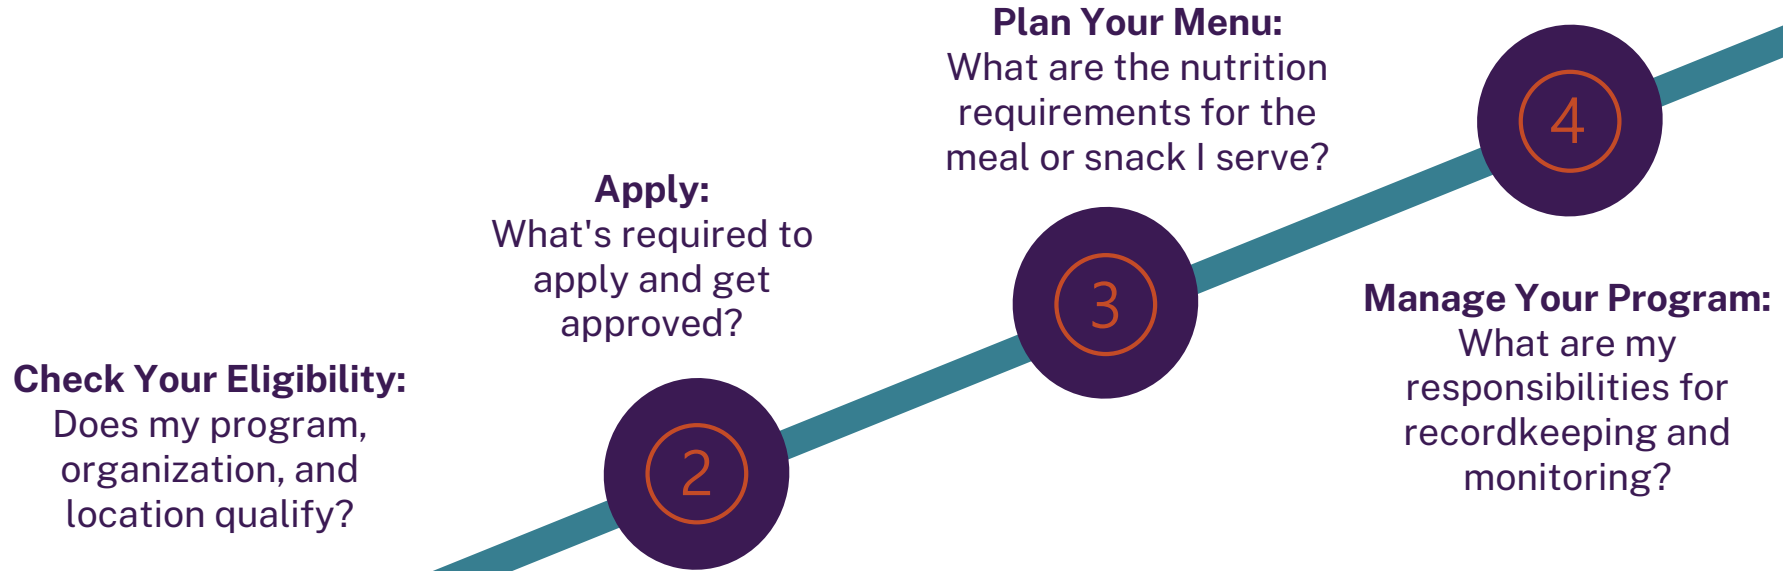 Check Your Eligibility:
Does my program,
organization, and
location qualify?
Apply:
What's required to
apply and get
approved?
2
Plan Your Menu:
What are the nutrition
requirements for the
meal or snack I serve?
3
4
Manage Your Program:
What are my
responsibilities for
recordkeeping and
monitoring?